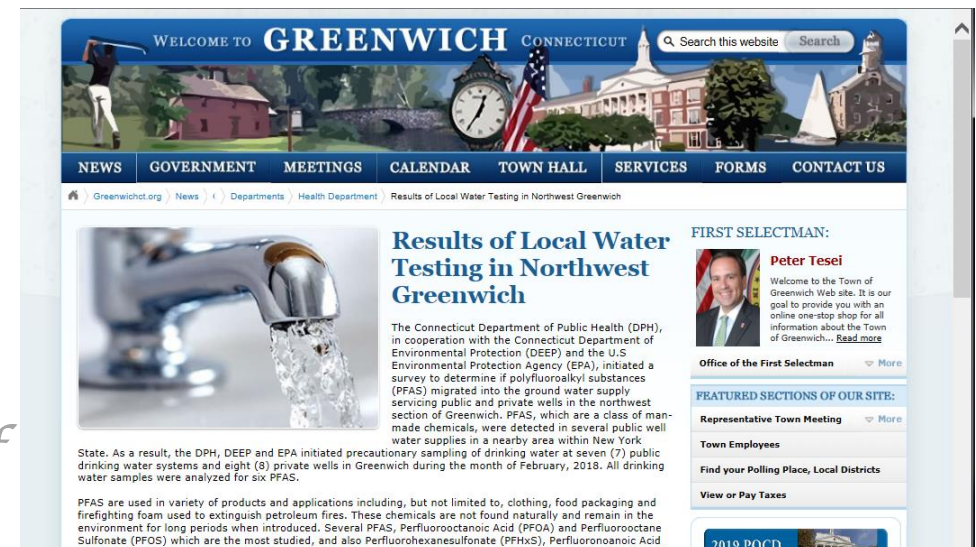 WELCOME TO GREENWICH CONNECTICUT
Search this website
Search
GREENWICH
NEWS GOVERNMENT MEETINGS CALENDAR TOWN HALL SERVICES FORMS CONTACT US
Greenwichct.org News Departments Health Department Results of Local Water Testing in Northwest Greenwich
Results of Local Water
Testing in Northwest
Greenwich
The Connecticut Department of Public Health (DPH),
in cooperation with the Connecticut Department of
Environmental Protection (DEEP) and the U.S
Environmental Protection Agency (EPA), initiated a
survey to determine if polyfluoroalkyl substances
(PFAS) migrated into the ground water supply
servicing public and private wells in the northwest
section of Greenwich. PFAS, which are a class of man-
made chemicals, were detected in several public well
water supplies in a nearby area within New York
State. As a result, the DPH, DEEP and EPA initiated precautionary sampling of drinking water at seven (7) public
drinking water systems and eight (8) private wells in Greenwich during the month of February, 2018. All drinking
water samples were analyzed for six PFAS.
PFAS are used in variety of products and applications including, but not limited to, clothing, food packaging and
firefighting foam used to extinguish petroleum fires. These chemicals are not found naturally and remain in the
environment for long periods when introduced. Several PFAS, Perfluorooctanoic Acid (PFOA) and Perfluorooctane
Sulfonate (PFOS) which are the most studied, and also Perfluorohexanesulfonate (PFHxS), Perfluoronoanoic Acid
FIRST SELECTMAN:
Peter Tesei
Welcome to the Town of
Greenwich Web site. It is our
goal to provide you with an
online one-stop shop for all
information about the Town
of Greenwich... Read more
Office of the First Selectman More
FEATURED SECTIONS OF OUR SITE:
Representative Town Meeting More
Town Employees
Find your Polling Place, Local Districts
View or Pay Taxes
2019 POCD